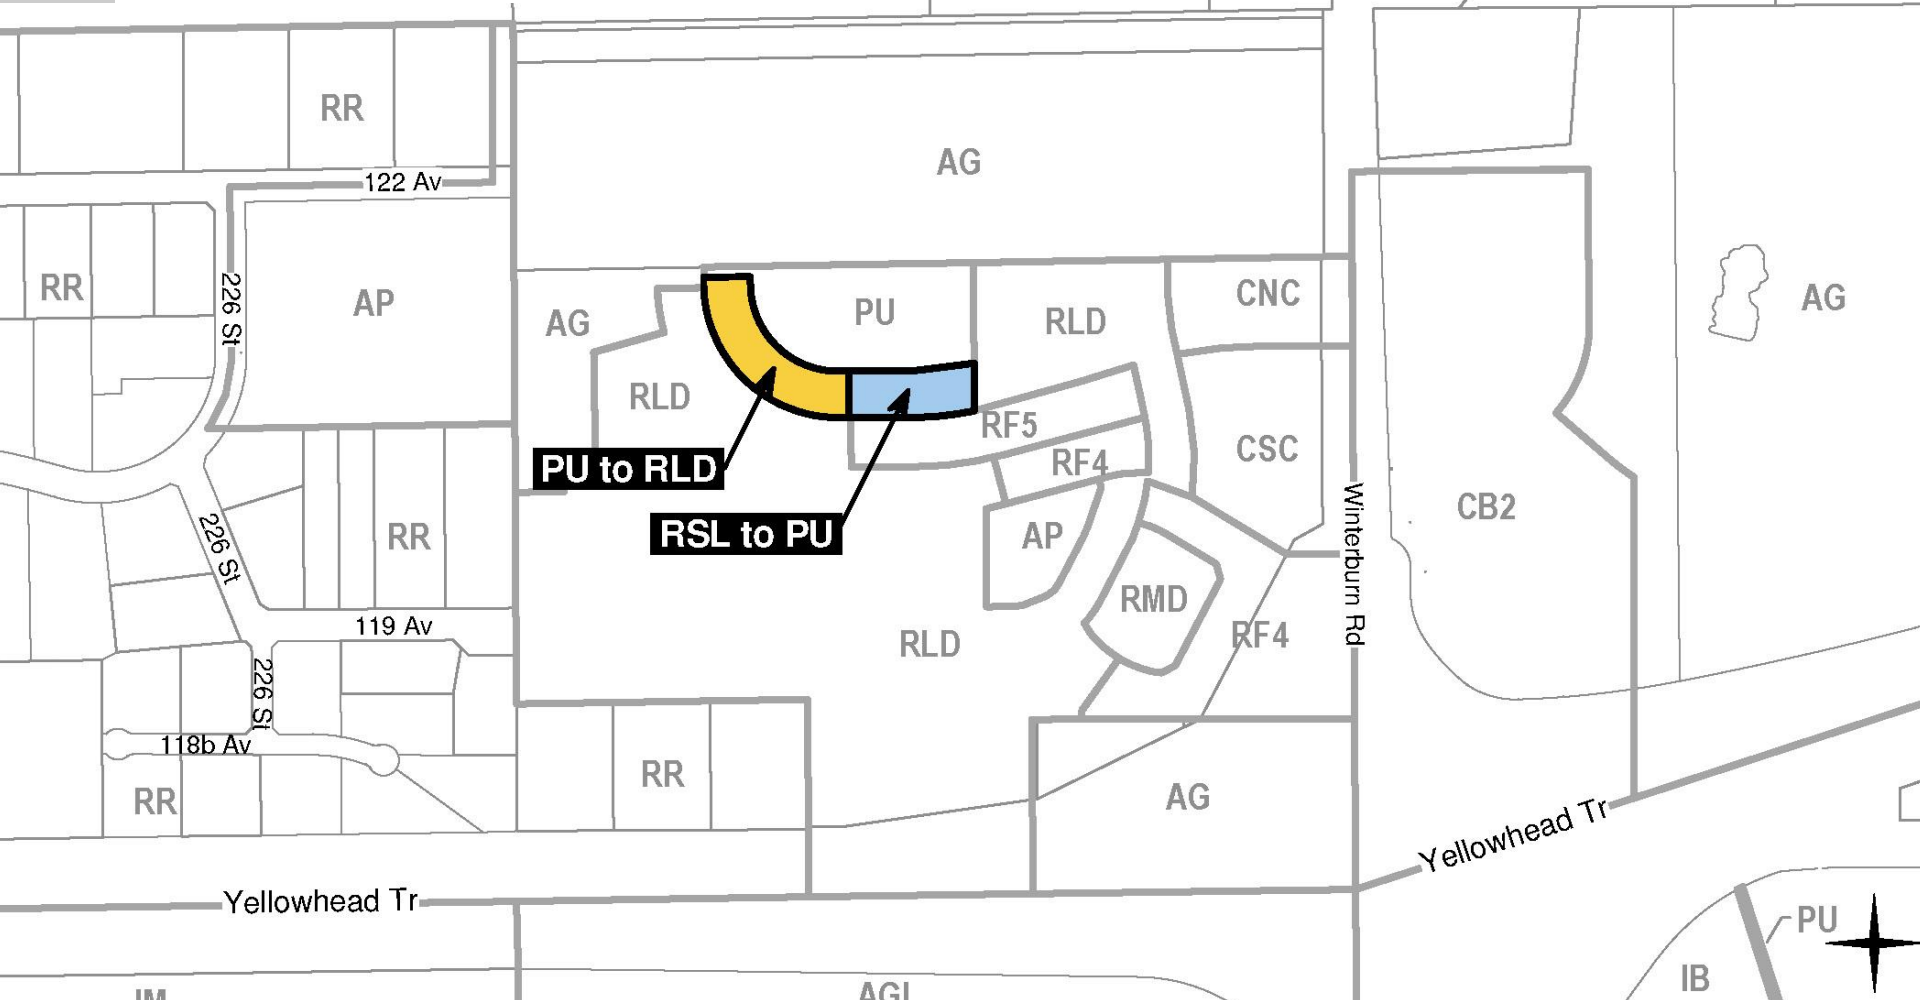 RR
122 Av
AG
RR
226 St
AP
AG
PU
RLD
CNC
AG
RLD
RF5
CSC
PU to RLD
RF4
CB2
RSL to PU
RR
226 St
AP
Winterburn Rd
RMD
119 Av
RLD
RF4
226 St
118b Av
RR
RR
AG
Yellowhead Tr
Yellowhead Tr
PU
IB
IM
AGI